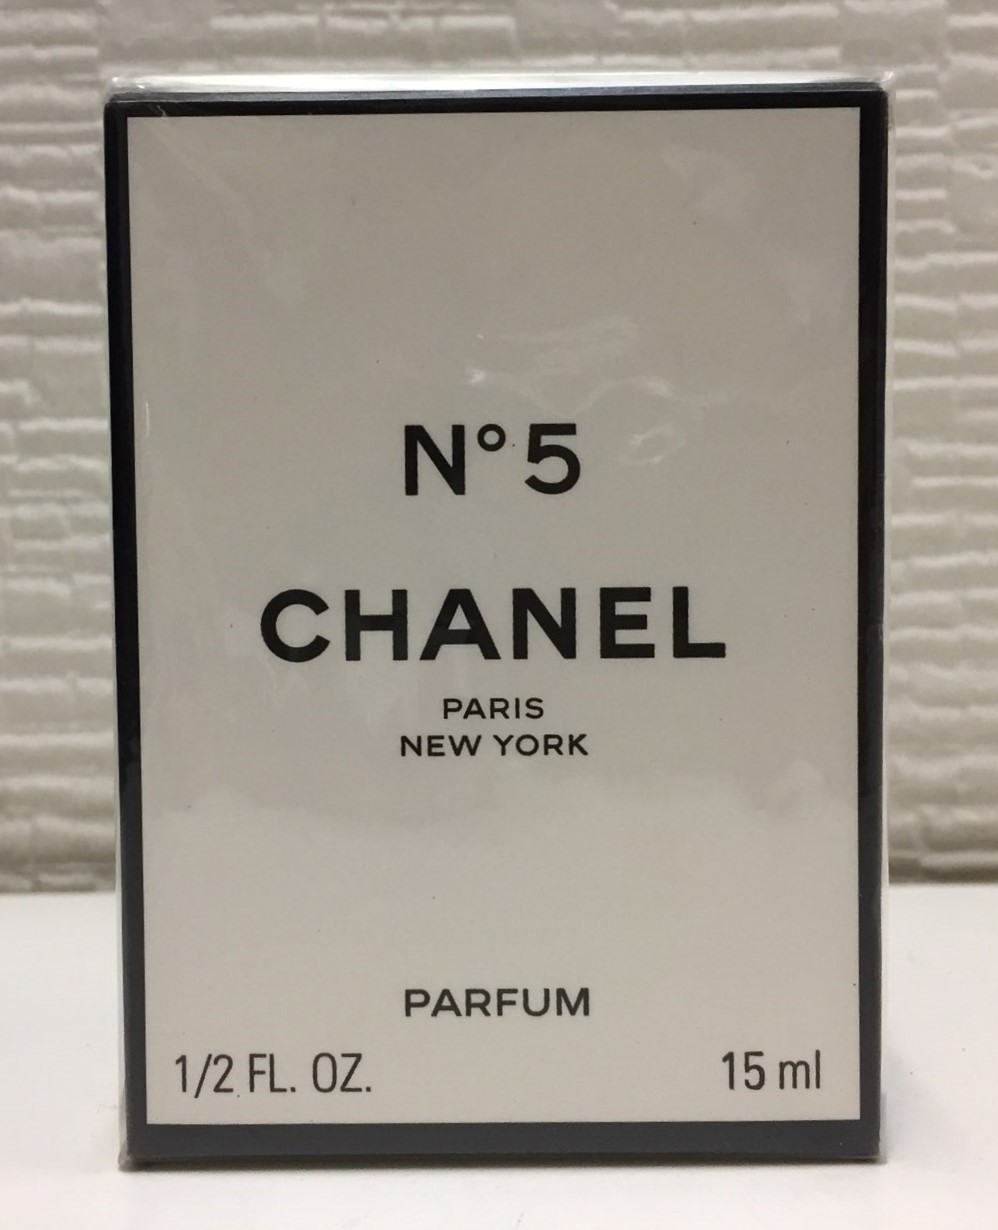 N°5
CHANEL
PARIS
NEW YORK
PARFUM
1/2 FL. OZ. 15 ml